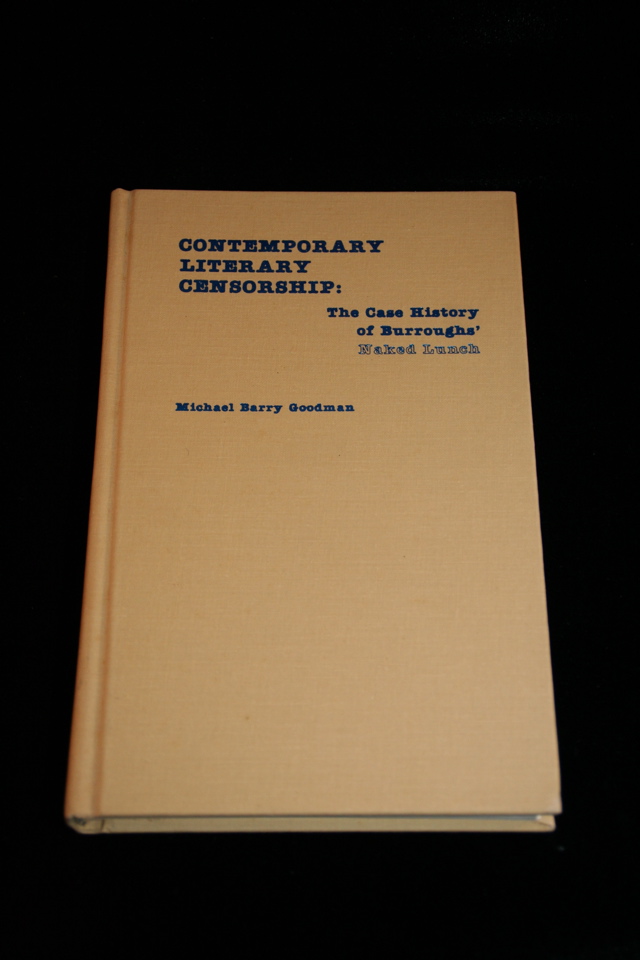 CONTEMPORARY
LITERARY
CENSORSHIP:
The Case History
of Burroughs'
Naked Lunch
Michael Barry Goodman